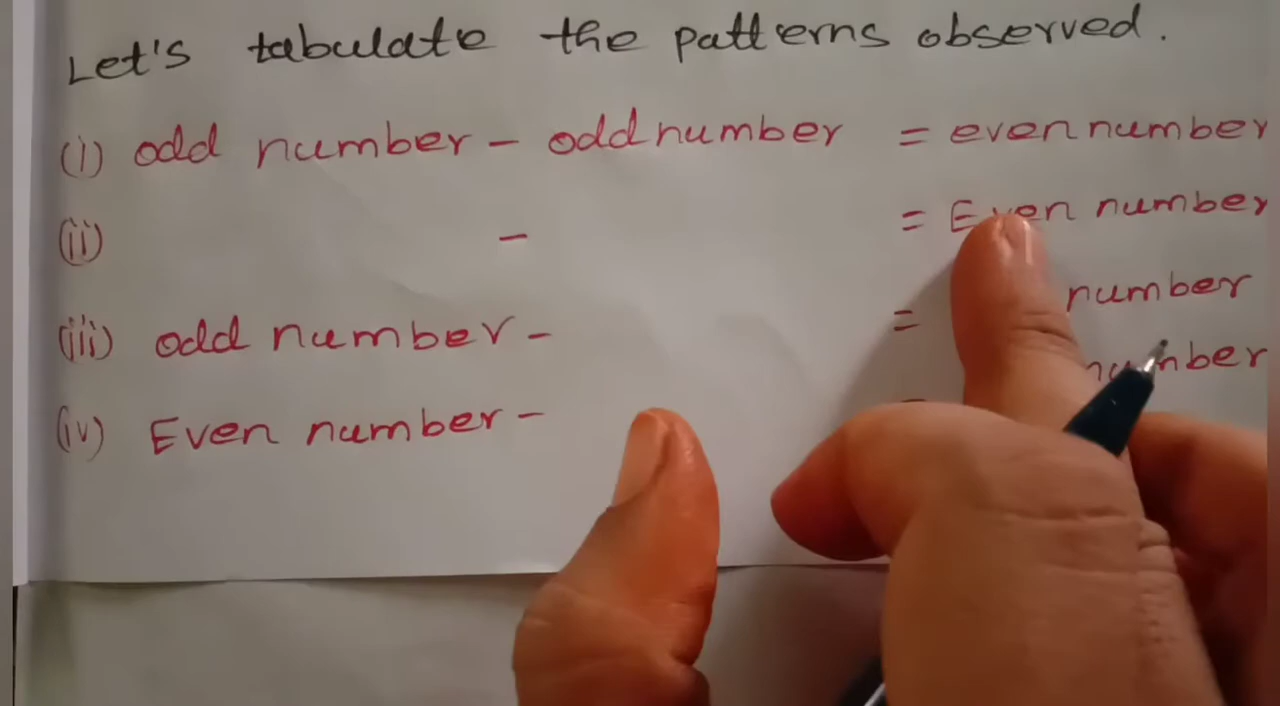 Let's tabulate the patterns observed.
(i) odd number - odd number = even number
(ii) - = Even number
(iii) odd number - = number
(iv) Even number - number